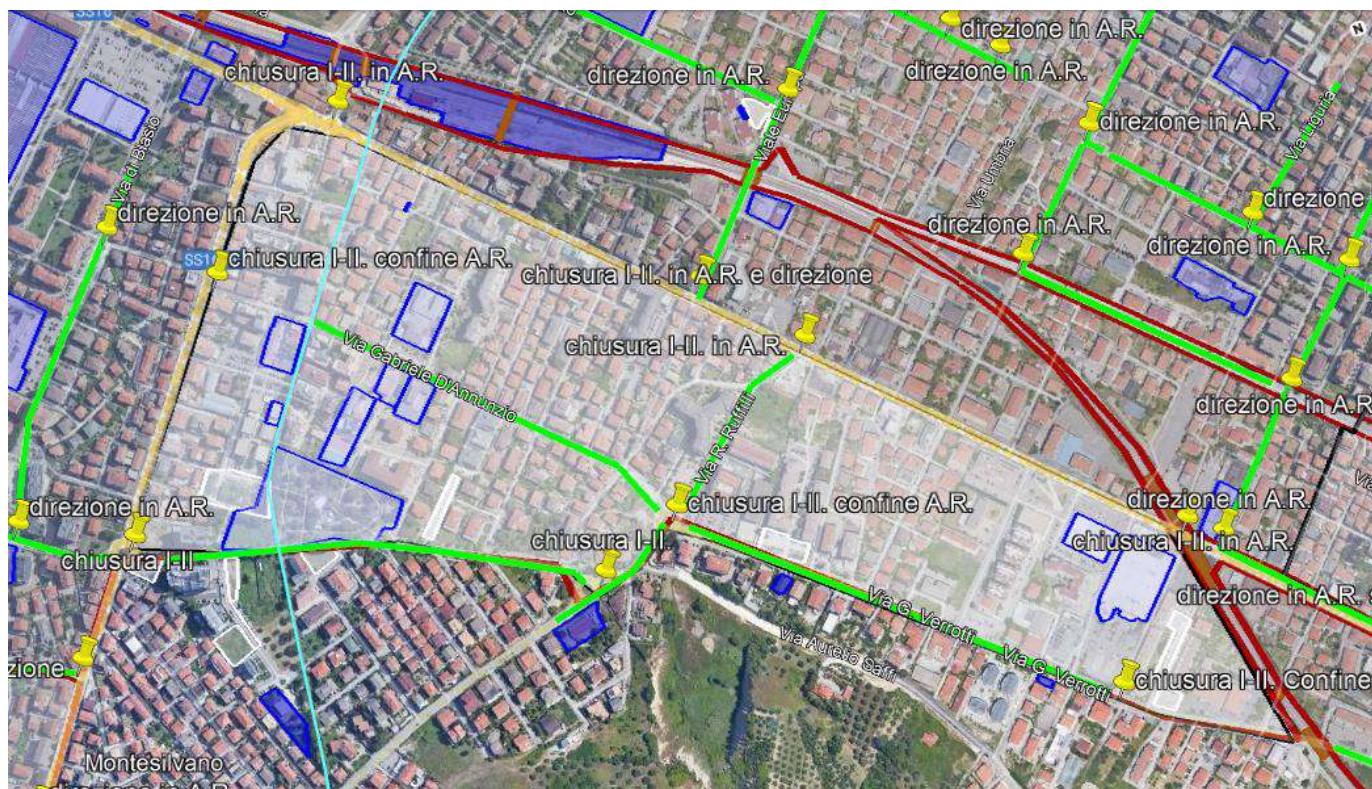 SS16
direzione in A.R.
chiusura I-II. in A.R.
direzione in A.R.
direzione in A.R.
direzione in A.R.
Via Liguria
Via di Biasio
Viale
Via Umbria
direzione in A.R.
direzione
direzione in A.R.
direzione in A.R.
SS16
chiusura I-II. confine A.R.
chiusura I-II. in A.R. e direzione
Via Gabriele D'Annunzio
chiusura I-II. in A.R.
Via R. Ruffilli
direzione in A.R.
direzione in A.R.
chiusura I-II. confine A.R.
direzione in A.R.
chiusura I-II
chiusura I-II.
chiusura I-II. in A.R.
Via G. Verrotti
direzione in A.R.
Via Aurelio Saffi
Via G. Verrotti
chiusura I-II. Confine
zione
Montesilvano
direzione in A.R.
N